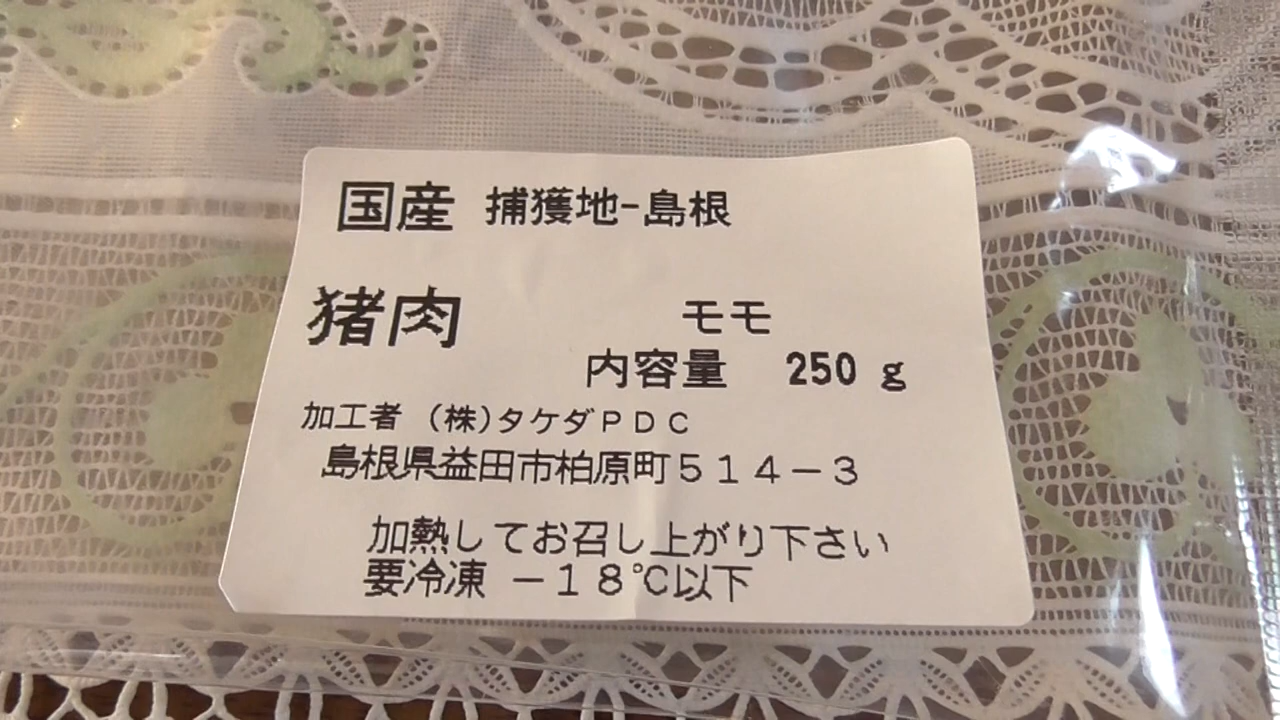 国産 捕獲地-島根
猪肉 モモ
内容量 250 g
加工者 (株)タケダPDC
島根県益田市柏原町514-3
加熱してお召し上がり下さい
要冷凍 -18℃以下